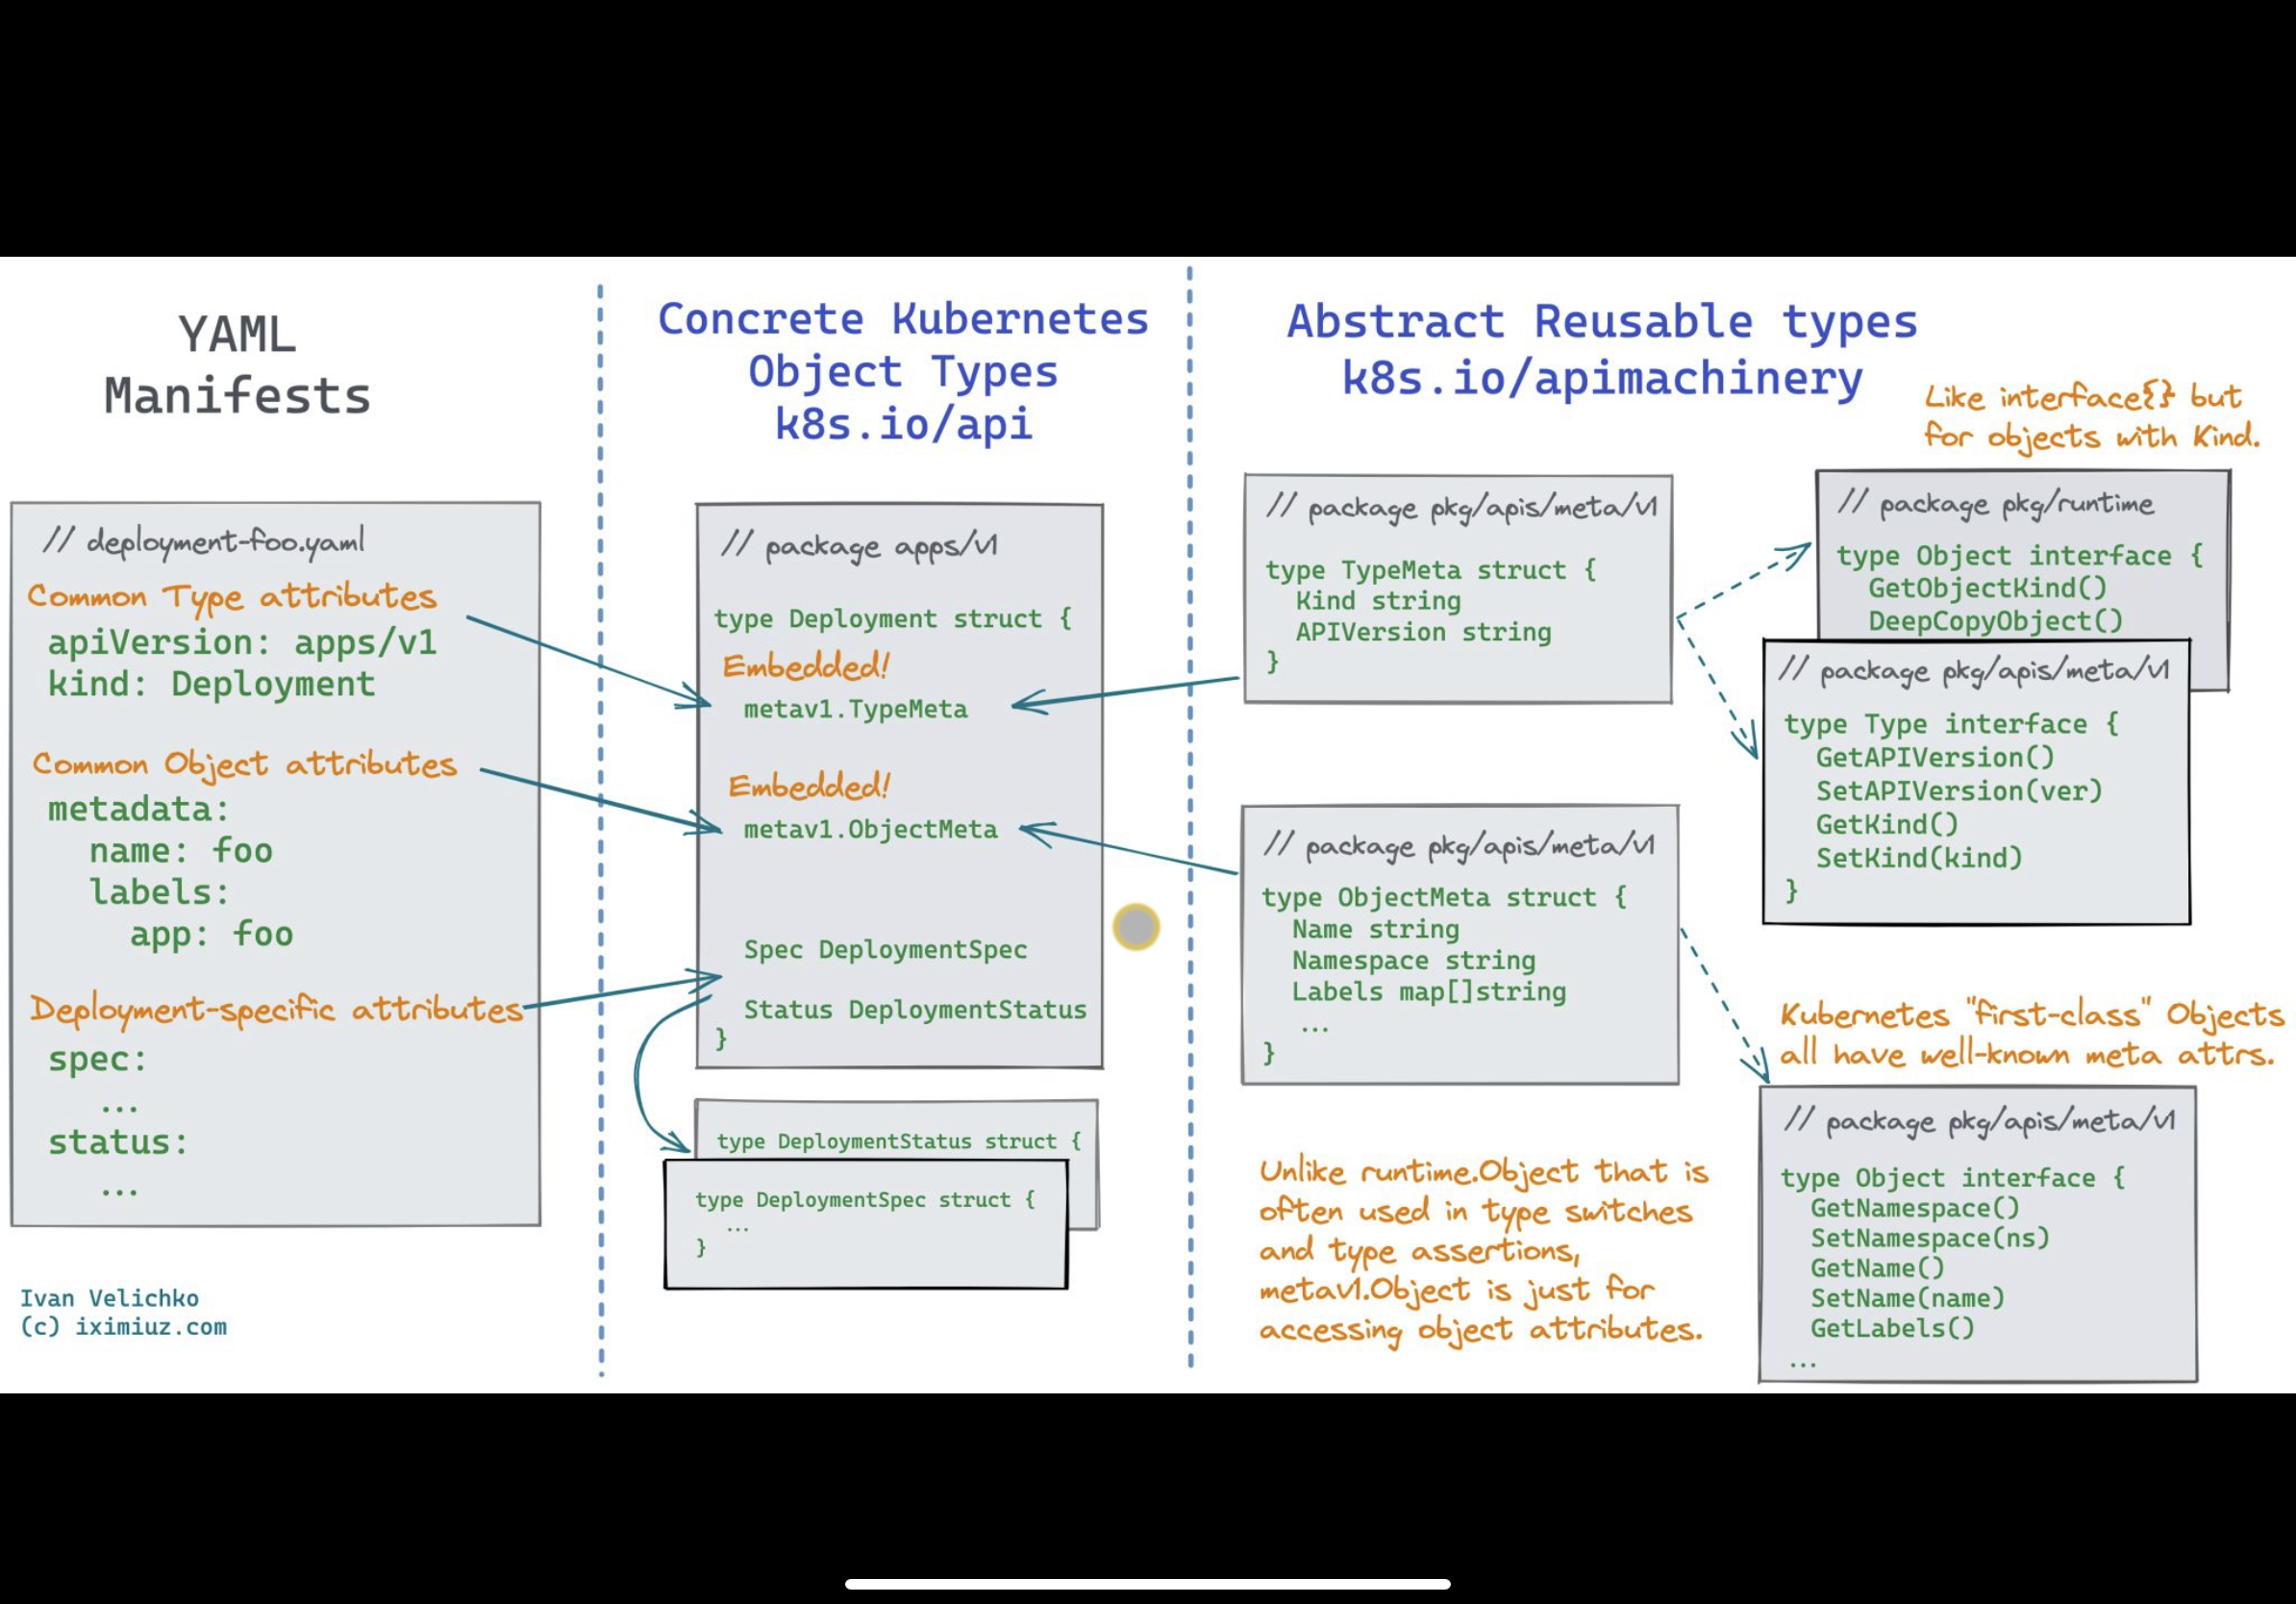 YAML
Manifests
// deployment-foo.yaml
Common Type attributes
apiVersion: apps/v1
kind: Deployment
Common Object attributes
metadata:
name: foo
labels:
app: foo
Deployment-specific attributes
spec:
...
status:
...
Ivan Velichko
(c) iximiuz.com
Concrete Kubernetes
Object Types
k8s.io/api
// package apps/v1
type Deployment struct {
Embedded!
metav1.TypeMeta
Embedded!
metav1.ObjectMeta
Spec DeploymentSpec
Status DeploymentStatus
}
type DeploymentStatus struct {
type DeploymentSpec struct {
...
}
Abstract Reusable types
k8s.io/apimachinery
// package pkg/apis/meta/v1
type TypeMeta struct {
Kind string
APIVersion string
}
// package pkg/apis/meta/v1
type ObjectMeta struct {
Name string
Namespace string
Labels map[]string
...
}
Unlike runtime.Object that is
often used in type switches
and type assertions,
metav1.Object is just for
accessing object attributes.
Like interface{} but
for objects with Kind.
// package pkg/runtime
type Object interface {
GetObjectKind()
DeepCopyObject()
// package pkg/apis/meta/v1
type Type interface {
GetAPIVersion()
SetAPIVersion(ver)
GetKind()
SetKind(kind)
}
Kubernetes "first-class" Objects
all have well-known meta attrs.
// package pkg/apis/meta/v1
type Object interface {
GetNamespace()
SetNamespace(ns)
GetName()
SetName(name)
GetLabels()
...